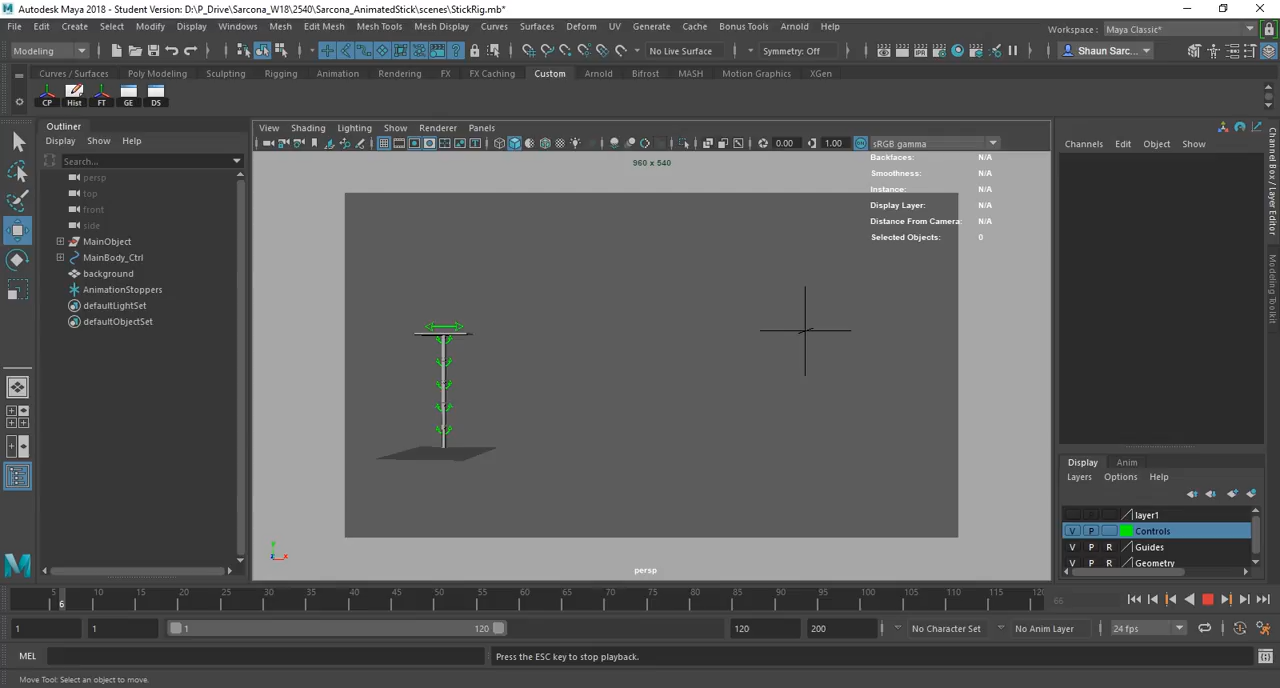 Autodesk Maya 2018 - Student Version: D:\P_Drive\Sarcona_W18\2540\Sarcona_AnimatedStick\scenes\StickRig.mb*
File Edit Create Select Modify Display Windows Mesh Edit Mesh Mesh Tools Mesh Display Curves Surfaces Deform UV Generate Cache Bonus Tools Arnold Help
Workspace: Maya Classic*
Modeling No Live Surface Symmetry: Off Shaun Sarc...
Curves / Surfaces Poly Modeling Sculpting Rigging Animation Rendering FX FX Caching Custom Arnold Bifrost MASH Motion Graphics XGen
CP Hist FT GE DS
Outliner
Display Show Help
Search...
persp
top
front
side
MainObject
MainBody_Ctrl
background
AnimationStoppers
defaultLightSet
defaultObjectSet
View Shading Lighting Show Renderer Panels
0.00 1.00 sRGB gamma
960 x 540
Backfaces: N/A
Smoothness: N/A
Instance: N/A
Display Layer: N/A
Distance From Camera: N/A
Selected Objects: 0
persp
Channels Edit Object Show
Channel Box / Layer Editor
Modeling Toolkit
Display Anim
Layers Options Help
layer1
V P Controls
V P R Guides
V P R Geometry
5 10 15 20 25 30 35 40 45 50 55 60 65 70 75 80 85 90 95 100 105 110 115 120
6
66
1 1 1 120 120 200 No Character Set No Anim Layer 24 fps
MEL Press the ESC key to stop playback.
Move Tool: Select an object to move.